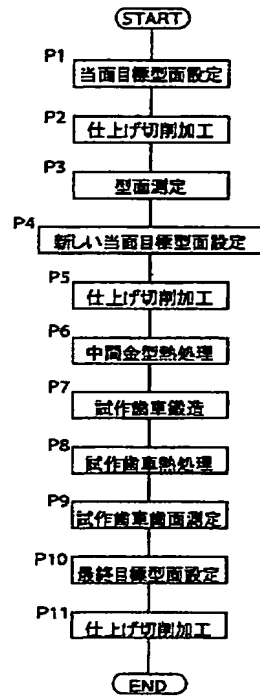 START
P1
当面目標型面設定
P2
仕上げ切削加工
P3
型面測定
P4
新しい当面目標型面設定
P5
仕上げ切削加工
P6
中間金型熱処理
P7
試作歯車鍛造
P8
試作歯車熱処理
P9
試作歯車歯面測定
P10
最終目標型面設定
P11
仕上げ切削加工
END